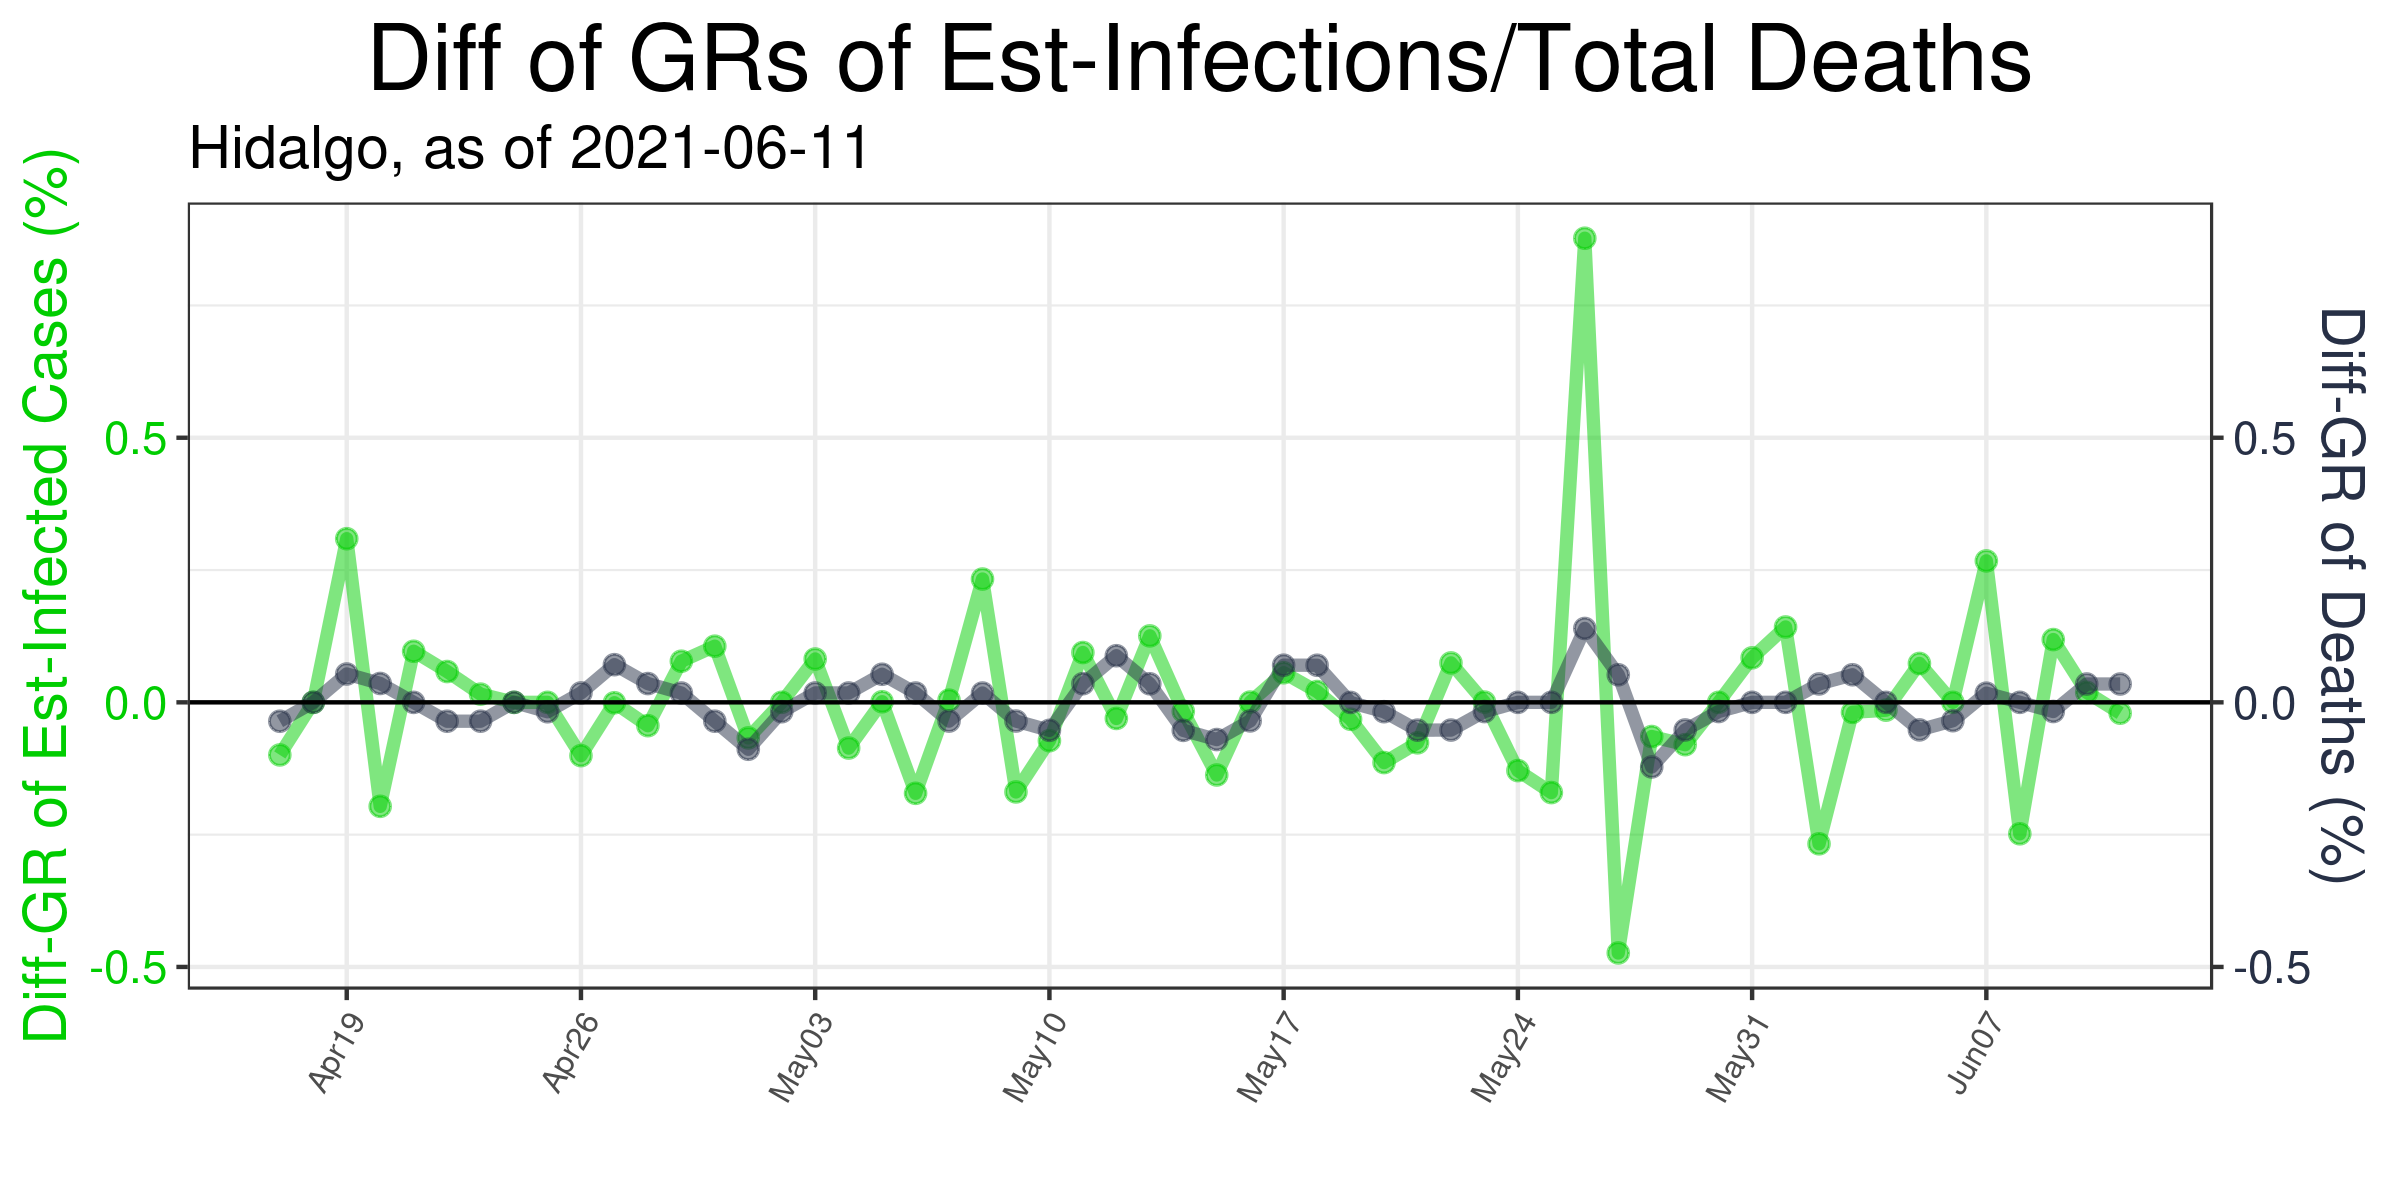 Diff of GRs of Est-Infections/Total Deaths
Hidalgo, as of 2021-06-11
Diff-GR of Est-Infected Cases (%)
0.5
0.0
-0.5
0.5
0.0
-0.5
Diff-GR of Deaths (%)
Apr19
Apr26
May03
May10
May17
May24
May31
Jun07